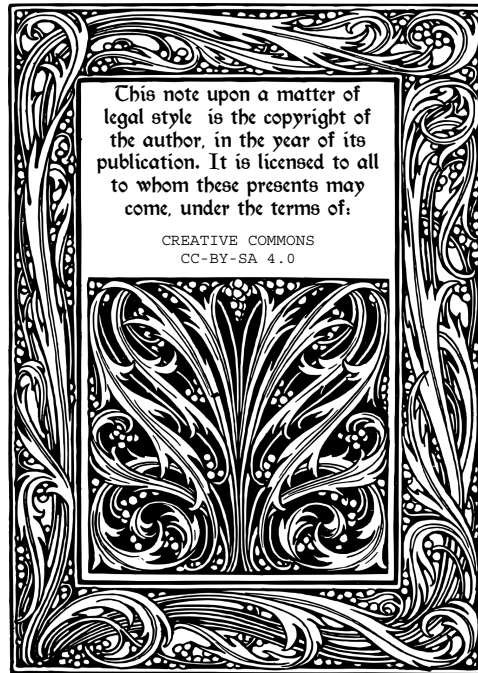 This note upon a matter of
legal style is the copyright of
the author, in the year of its
publication. It is licensed to all
to whom these presents may
come, under the terms of:
CREATIVE COMMONS
CC-BY-SA 4.0